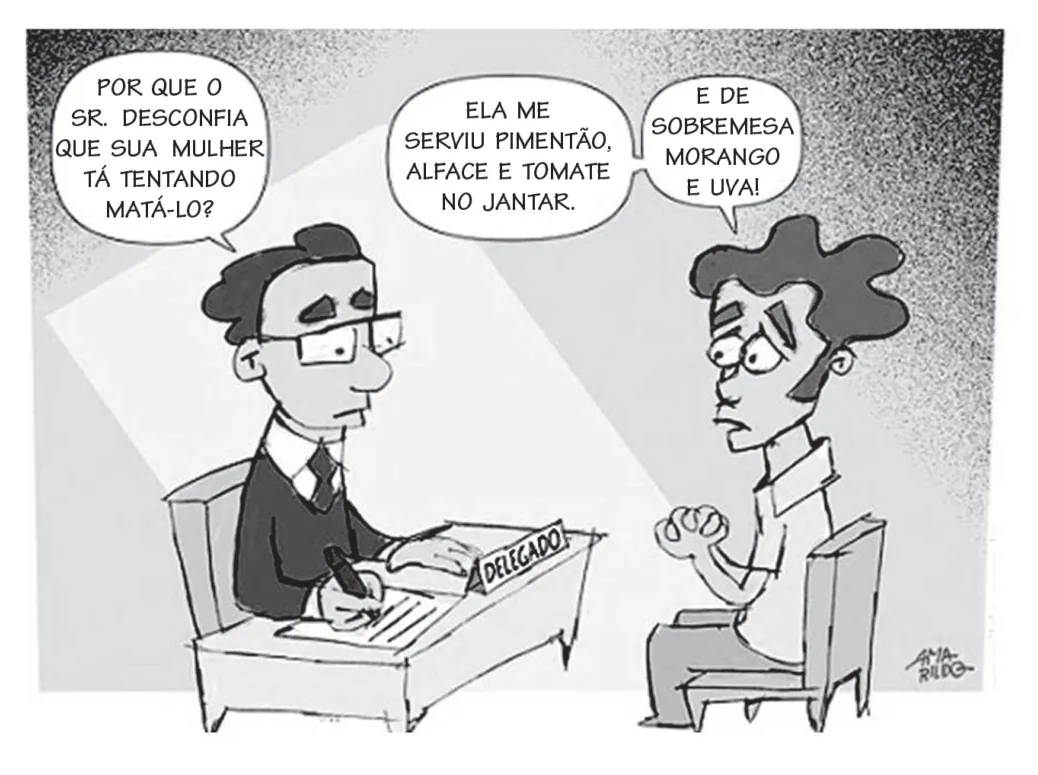 POR QUE O
SR. DESCONFIA
QUE SUA MULHER
TÁ TENTANDO
MATÁ-LO?
ELA ME
SERVIU PIMENTÃO,
ALFACE E TOMATE
NO JANTAR.
E DE
SOBREMESA
MORANGO
E UVA!
DELEGADO
AMA-
RILDO